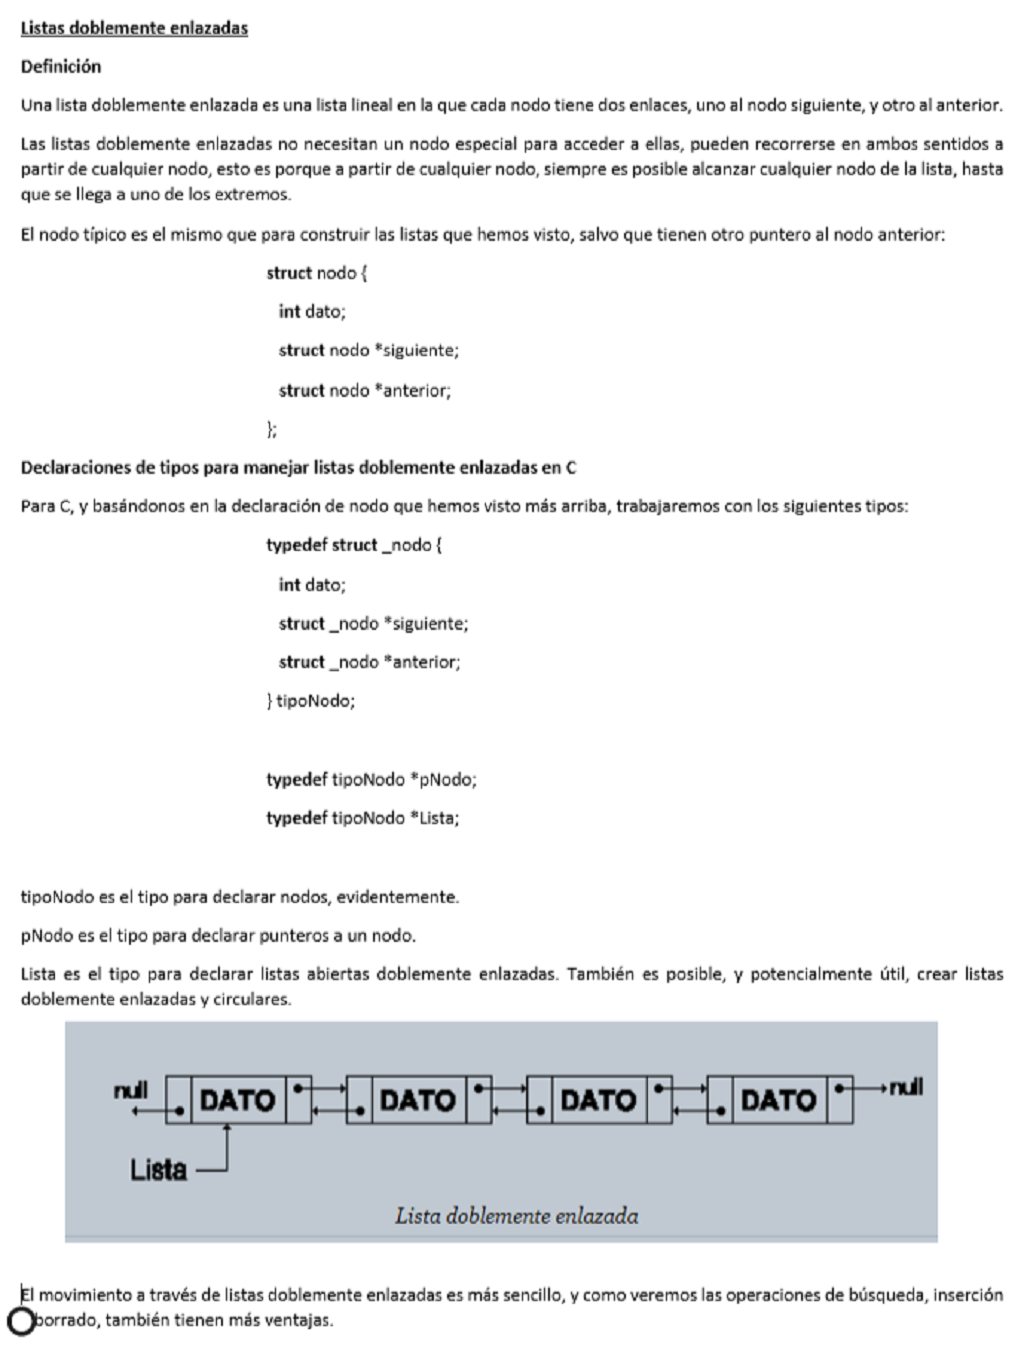 Listas doblemente enlazadas
Definición
Una lista doblemente enlazada es una lista lineal en la que cada nodo tiene dos enlaces, uno al nodo siguiente, y otro al anterior.
Las listas doblemente enlazadas no necesitan un nodo especial para acceder a ellas, pueden recorrerse en ambos sentidos a
partir de cualquier nodo, esto es porque a partir de cualquier nodo, siempre es posible alcanzar cualquier nodo de la lista, hasta
que se llega a uno de los extremos.
El nodo típico es el mismo que para construir las listas que hemos visto, salvo que tienen otro puntero al nodo anterior:
struct nodo {
int dato;
struct nodo *siguiente;
struct nodo *anterior;
};
Declaraciones de tipos para manejar listas doblemente enlazadas en C
Para C, y basándonos en la declaración de nodo que hemos visto más arriba, trabajaremos con los siguientes tipos:
typedef struct _nodo {
int dato;
struct _nodo *siguiente;
struct _nodo *anterior;
} tipoNodo;
typedef tipoNodo *pNodo;
typedef tipoNodo *Lista;
tipoNodo es el tipo para declarar nodos, evidentemente.
pNodo es el tipo para declarar punteros a un nodo.
Lista es el tipo para declarar listas abiertas doblemente enlazadas. También es posible, y potencialmente útil, crear listas
doblemente enlazadas y circulares.
null DATO DATO DATO DATO null
Lista
Lista doblemente enlazada
El movimiento a través de listas doblemente enlazadas es más sencillo, y como veremos las operaciones de búsqueda, inserción
borrado, también tienen más ventajas.